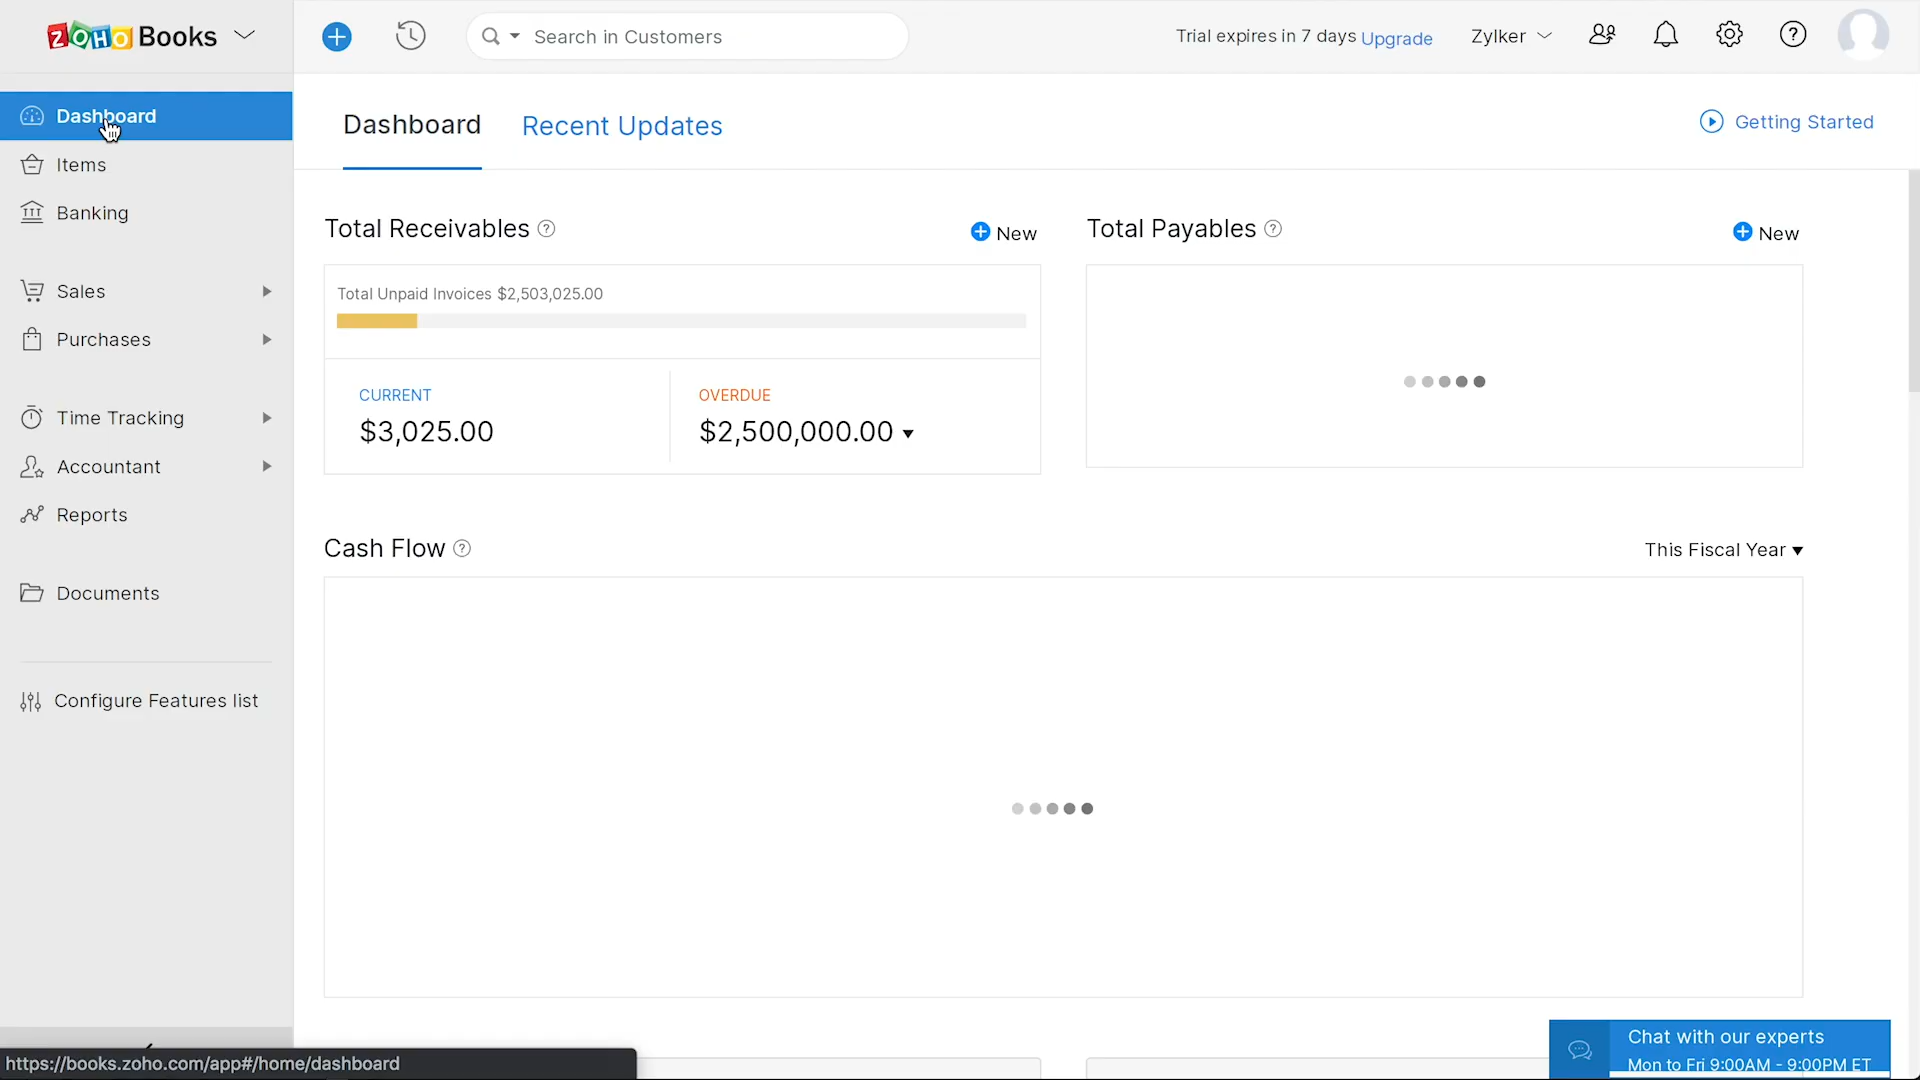 ZOHO Books
Search in Customers
Trial expires in 7 days Upgrade
Zylker
Dashboard
Items
Banking
Sales
Purchases
Time Tracking
Accountant
Reports
Documents
Configure Features list
Dashboard
Recent Updates
Getting Started
Total Receivables
New
Total Unpaid Invoices $2,503,025.00
CURRENT
$3,025.00
OVERDUE
$2,500,000.00
Total Payables
New
Cash Flow
This Fiscal Year
Chat with our experts
Mon to Fri 9:00AM - 9:00PM ET
https://books.zoho.com/app#/home/dashboard